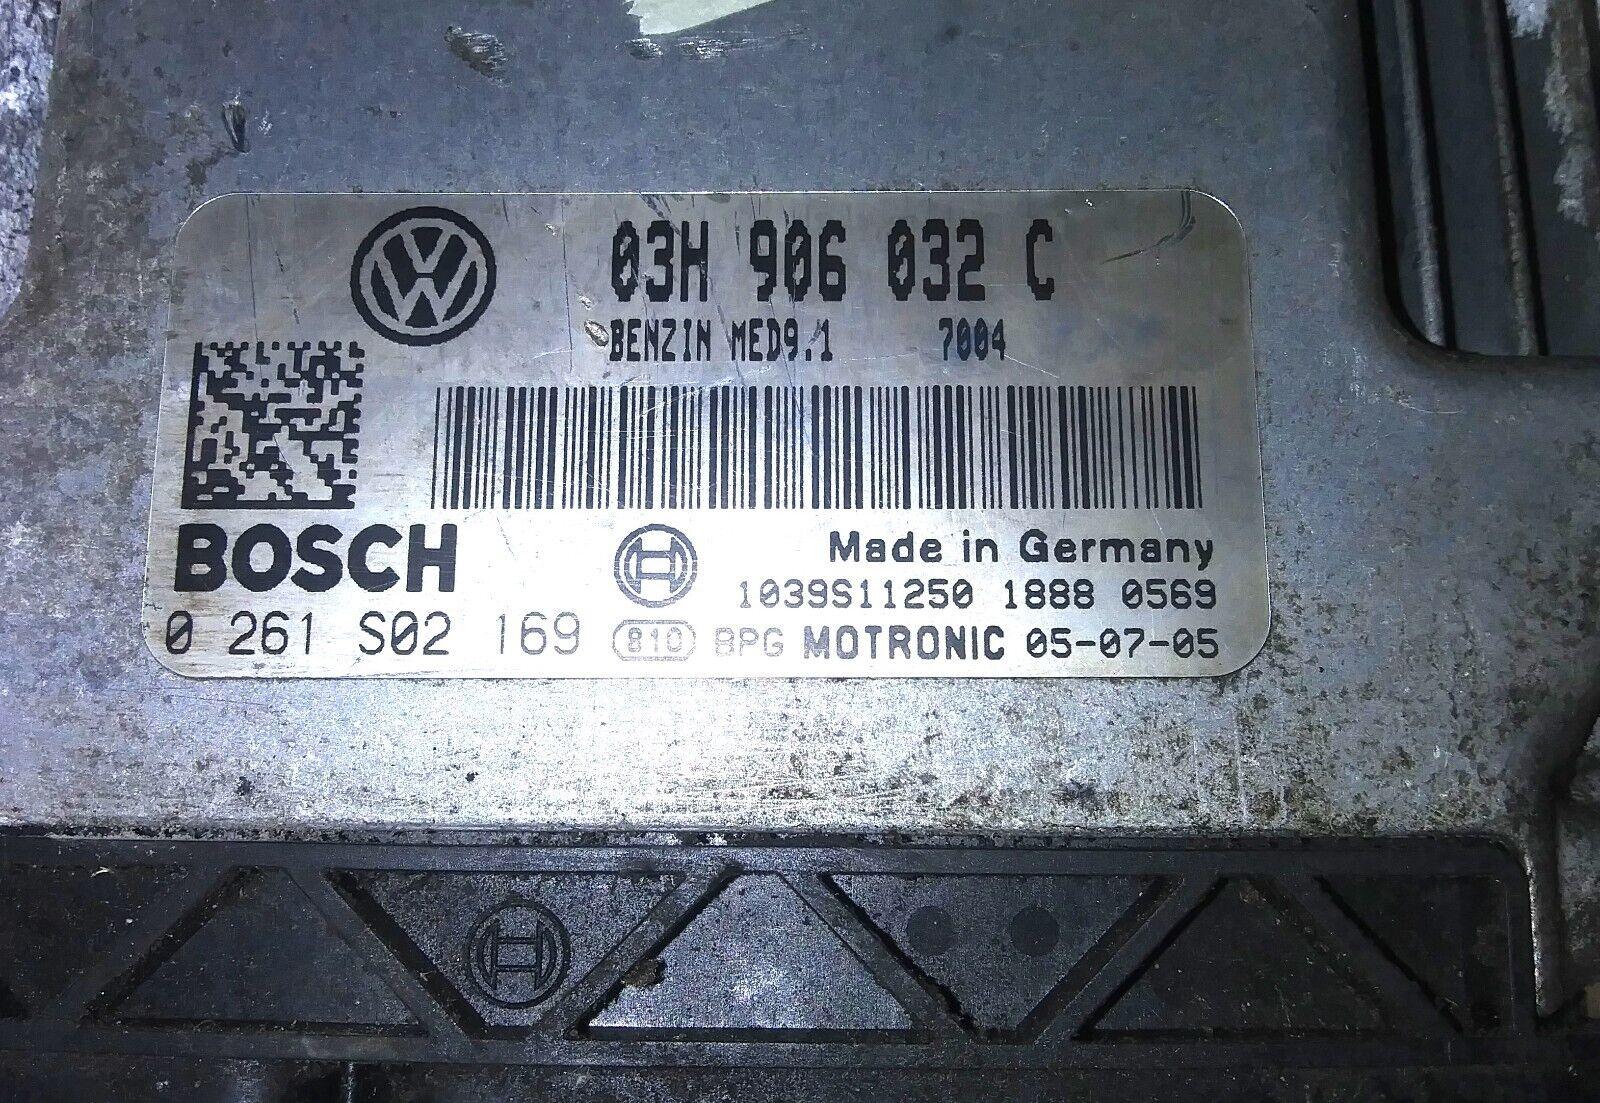 03H 906 032 C
BENZIN MED9.1 7004
BOSCH
Made in Germany
1039S11250 1888 0569
0 261 S02 169 810 BPG MOTRONIC 05-07-05